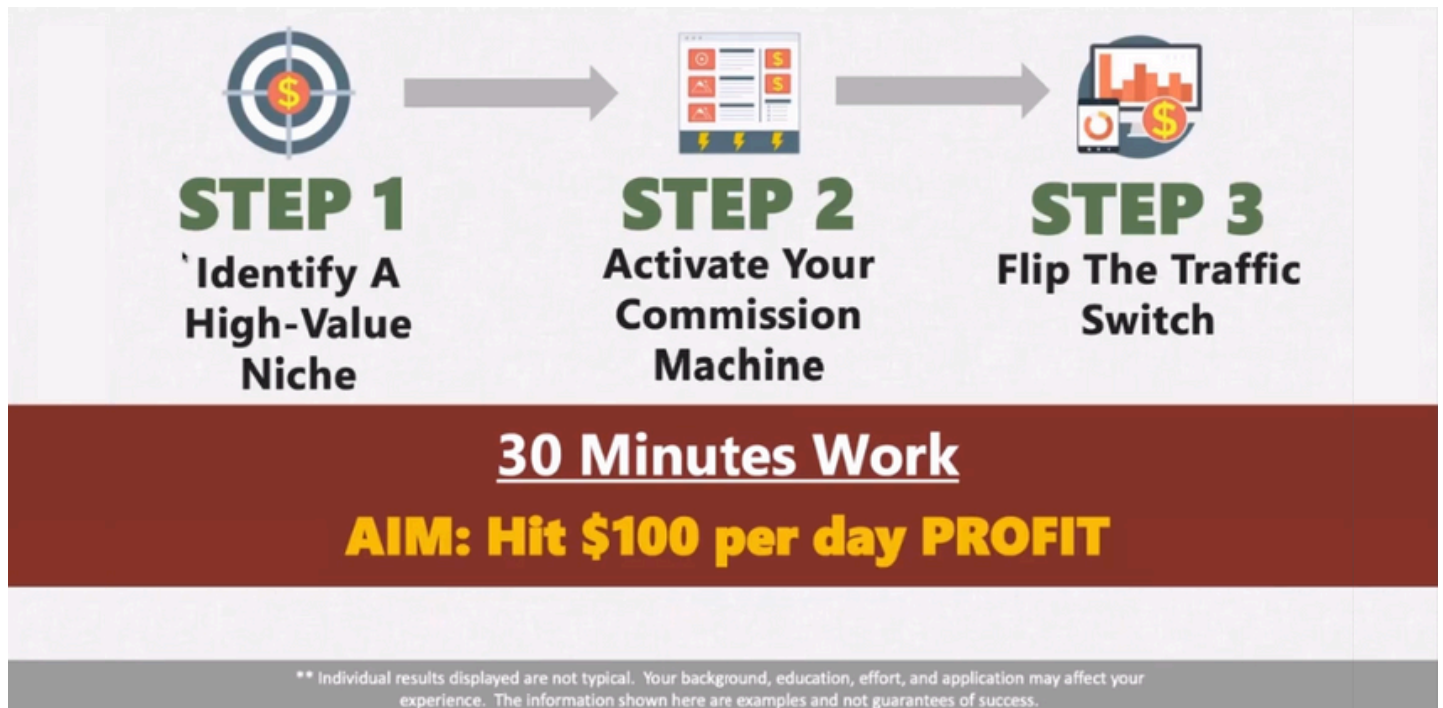 STEP 1
Identify A
High-Value
Niche
STEP 2
Activate Your
Commission
Machine
STEP 3
Flip The Traffic
Switch
30 Minutes Work
AIM: Hit $100 per day PROFIT
** Individual results displayed are not typical. Your background, education, effort, and application may affect your
experience. The information shown here are examples and not guarantees of success.